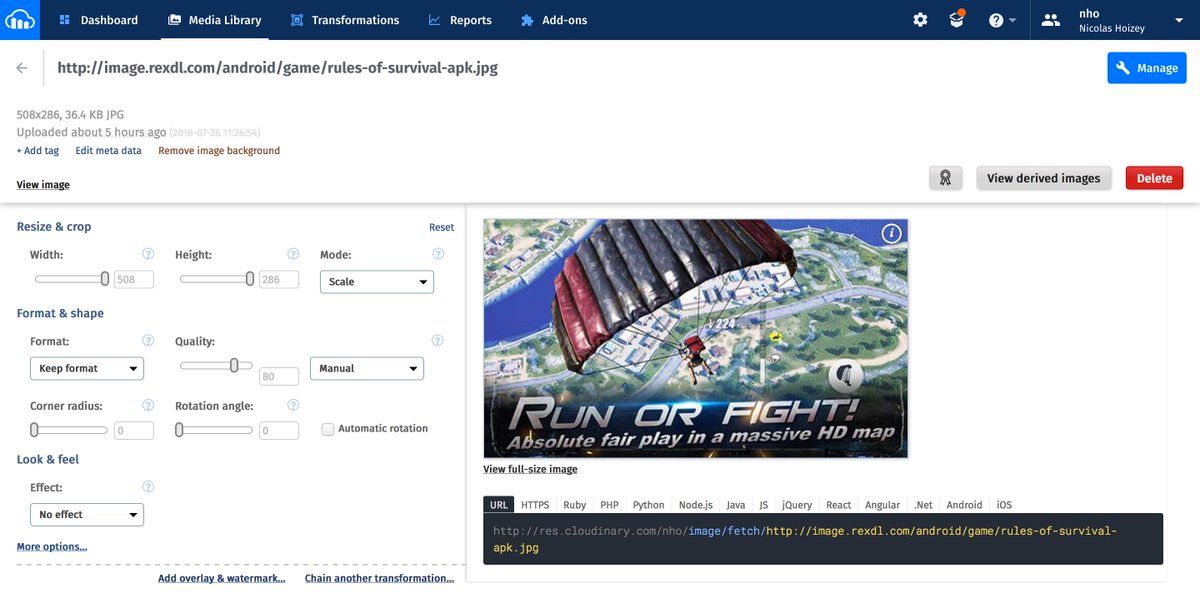 Dashboard
Media Library
Transformations
Reports
Add-ons
nho
Nicolas Hoizey
http://image.rexdl.com/android/game/rules-of-survival-apk.jpg
Manage
508x286, 36.4 KB JPG
Uploaded about 5 hours ago (2018-07-26 11:26:54)
+ Add tag Edit meta data Remove image background
View image
View derived images
Delete
Resize & crop
Reset
Width: ?
Height: ?
Mode: ?
508
286
Scale
Format & shape
Format: ?
Quality: ?
Keep format
80
Manual
Corner radius: ?
Rotation angle: ?
0
0
Automatic rotation
Look & feel
Effect: ?
No effect
More options...
Add overlay & watermark...
Chain another transformation...
i
224
RUN OR FIGHT!
Absolute fair play in a massive HD map
View full-size image
URL HTTPS Ruby PHP Python Node.js Java JS jQuery React Angular .Net Android iOS
http://res.cloudinary.com/nho/image/fetch/http://image.rexdl.com/android/game/rules-of-survival-
apk.jpg